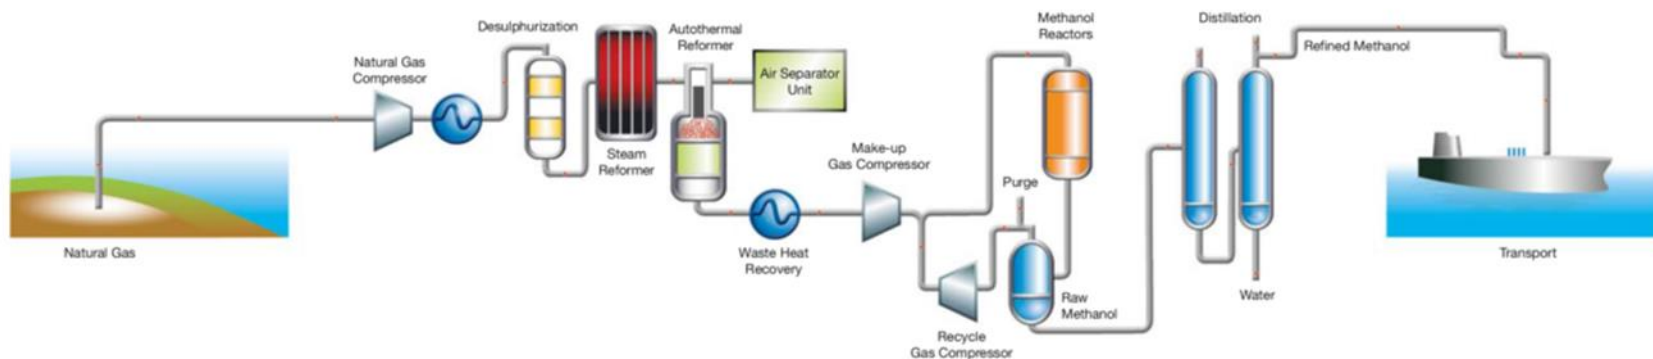 Natural Gas
Natural Gas
Compressor
Desulphurization
Steam
Reformer
Autothermal
Reformer
Air Separator
Unit
Waste Heat
Recovery
Make-up
Gas Compressor
Recycle
Gas Compressor
Purge
Raw
Methanol
Methanol
Reactors
Distillation
Water
Refined Methanol
Transport